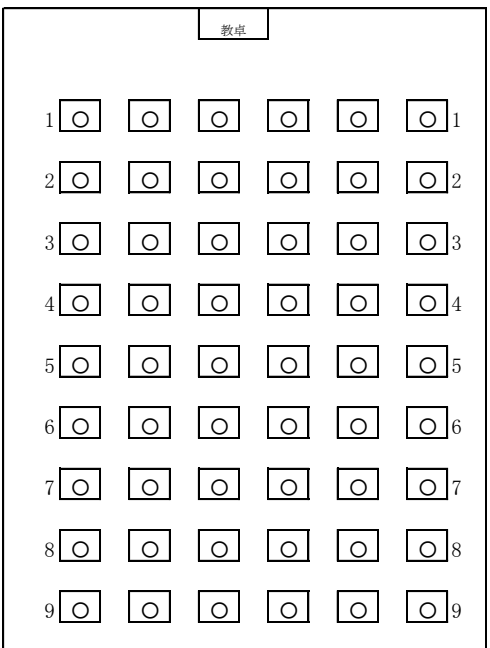 教卓
1 ○ ○ ○ ○ ○ ○ 1
2 ○ ○ ○ ○ ○ ○ 2
3 ○ ○ ○ ○ ○ ○ 3
4 ○ ○ ○ ○ ○ ○ 4
5 ○ ○ ○ ○ ○ ○ 5
6 ○ ○ ○ ○ ○ ○ 6
7 ○ ○ ○ ○ ○ ○ 7
8 ○ ○ ○ ○ ○ ○ 8
9 ○ ○ ○ ○ ○ ○ 9